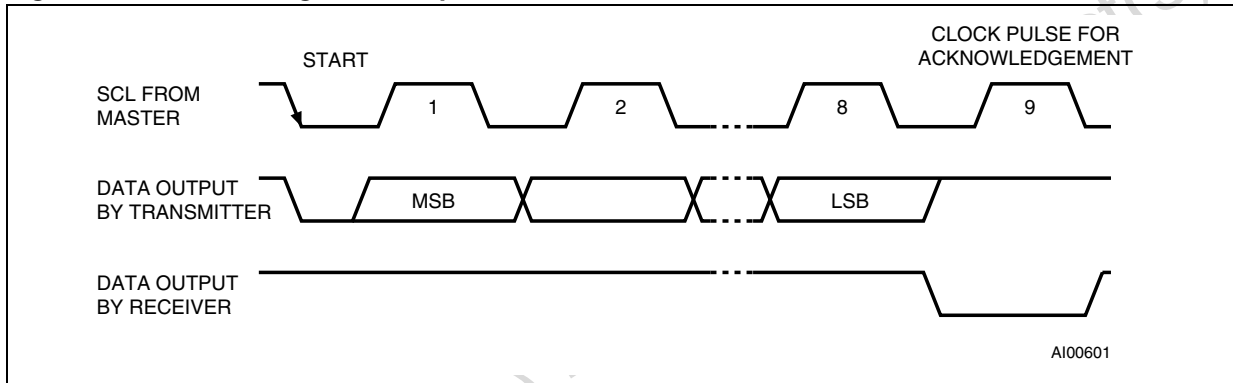 START
CLOCK PULSE FOR
ACKNOWLEDGEMENT
SCL FROM
MASTER
1
2
8
9
DATA OUTPUT
BY TRANSMITTER
MSB
LSB
DATA OUTPUT
BY RECEIVER
AI00601